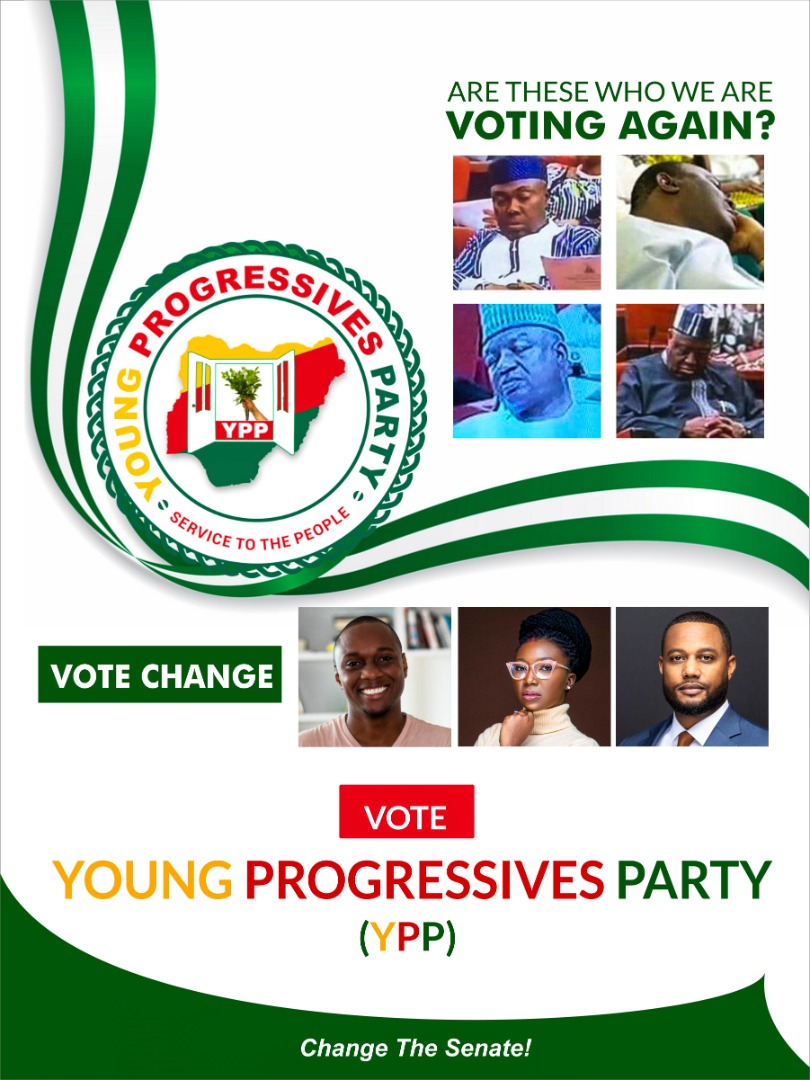 ARE THESE WHO WE ARE
VOTING AGAIN?
YOUNG PROGRESSIVES PARTY
YPP
SERVICE TO THE PEOPLE
VOTE CHANGE
VOTE
YOUNG PROGRESSIVES PARTY
(YPP)
Change The Senate!